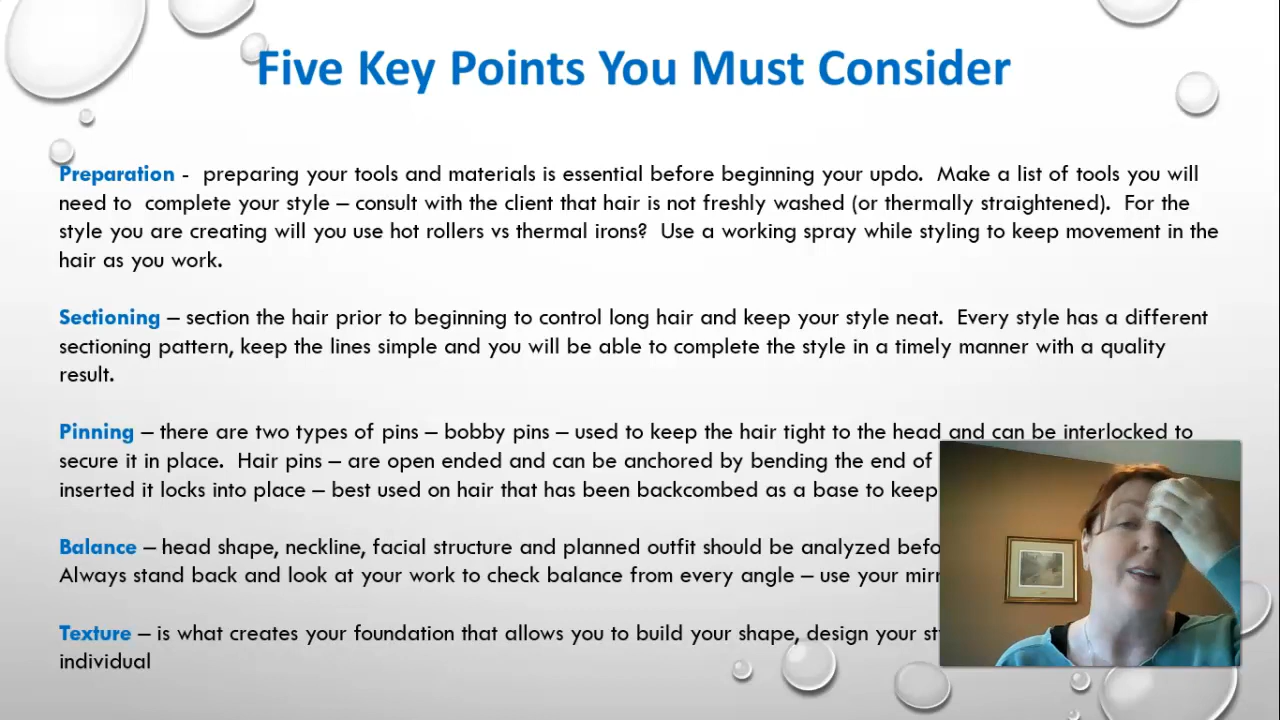 Five Key Points You Must Consider
Preparation - preparing your tools and materials is essential before beginning your updo. Make a list of tools you will
need to complete your style – consult with the client that hair is not freshly washed (or thermally straightened). For the
style you are creating will you use hot rollers vs thermal irons? Use a working spray while styling to keep movement in the
hair as you work.
Sectioning – section the hair prior to beginning to control long hair and keep your style neat. Every style has a different
sectioning pattern, keep the lines simple and you will be able to complete the style in a timely manner with a quality
result.
Pinning – there are two types of pins – bobby pins – used to keep the hair tight to the head and can be interlocked to
secure it in place. Hair pins – are open ended and can be anchored by bending the end of
inserted it locks into place – best used on hair that has been backcombed as a base to keep
Balance – head shape, neckline, facial structure and planned outfit should be analyzed
Always stand back and look at your work to check balance from every angle – use your
Texture – is what creates your foundation that allows you to build your shape, design your
individual